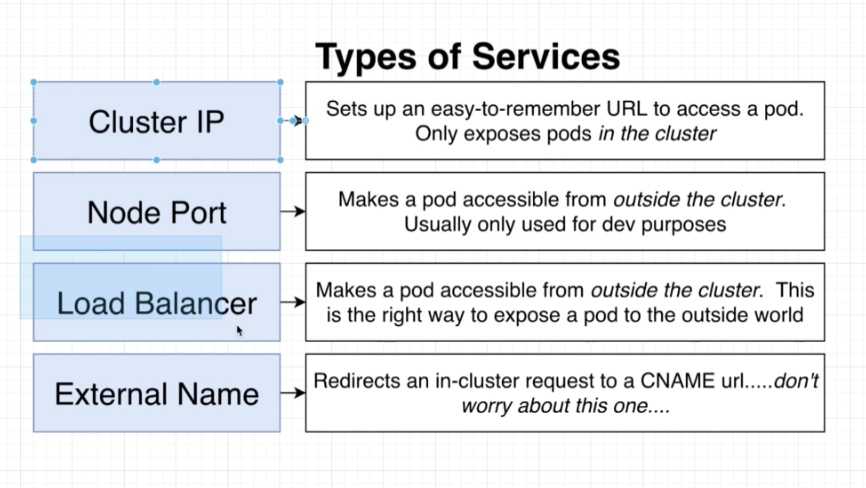 Types of Services
Cluster IP
Sets up an easy-to-remember URL to access a pod.
Only exposes pods in the cluster
Node Port
Makes a pod accessible from outside the cluster.
Usually only used for dev purposes
Load Balancer
Makes a pod accessible from outside the cluster.  This
is the right way to expose a pod to the outside world
External Name
Redirects an in-cluster request to a CNAME url.....don't
worry about this one....